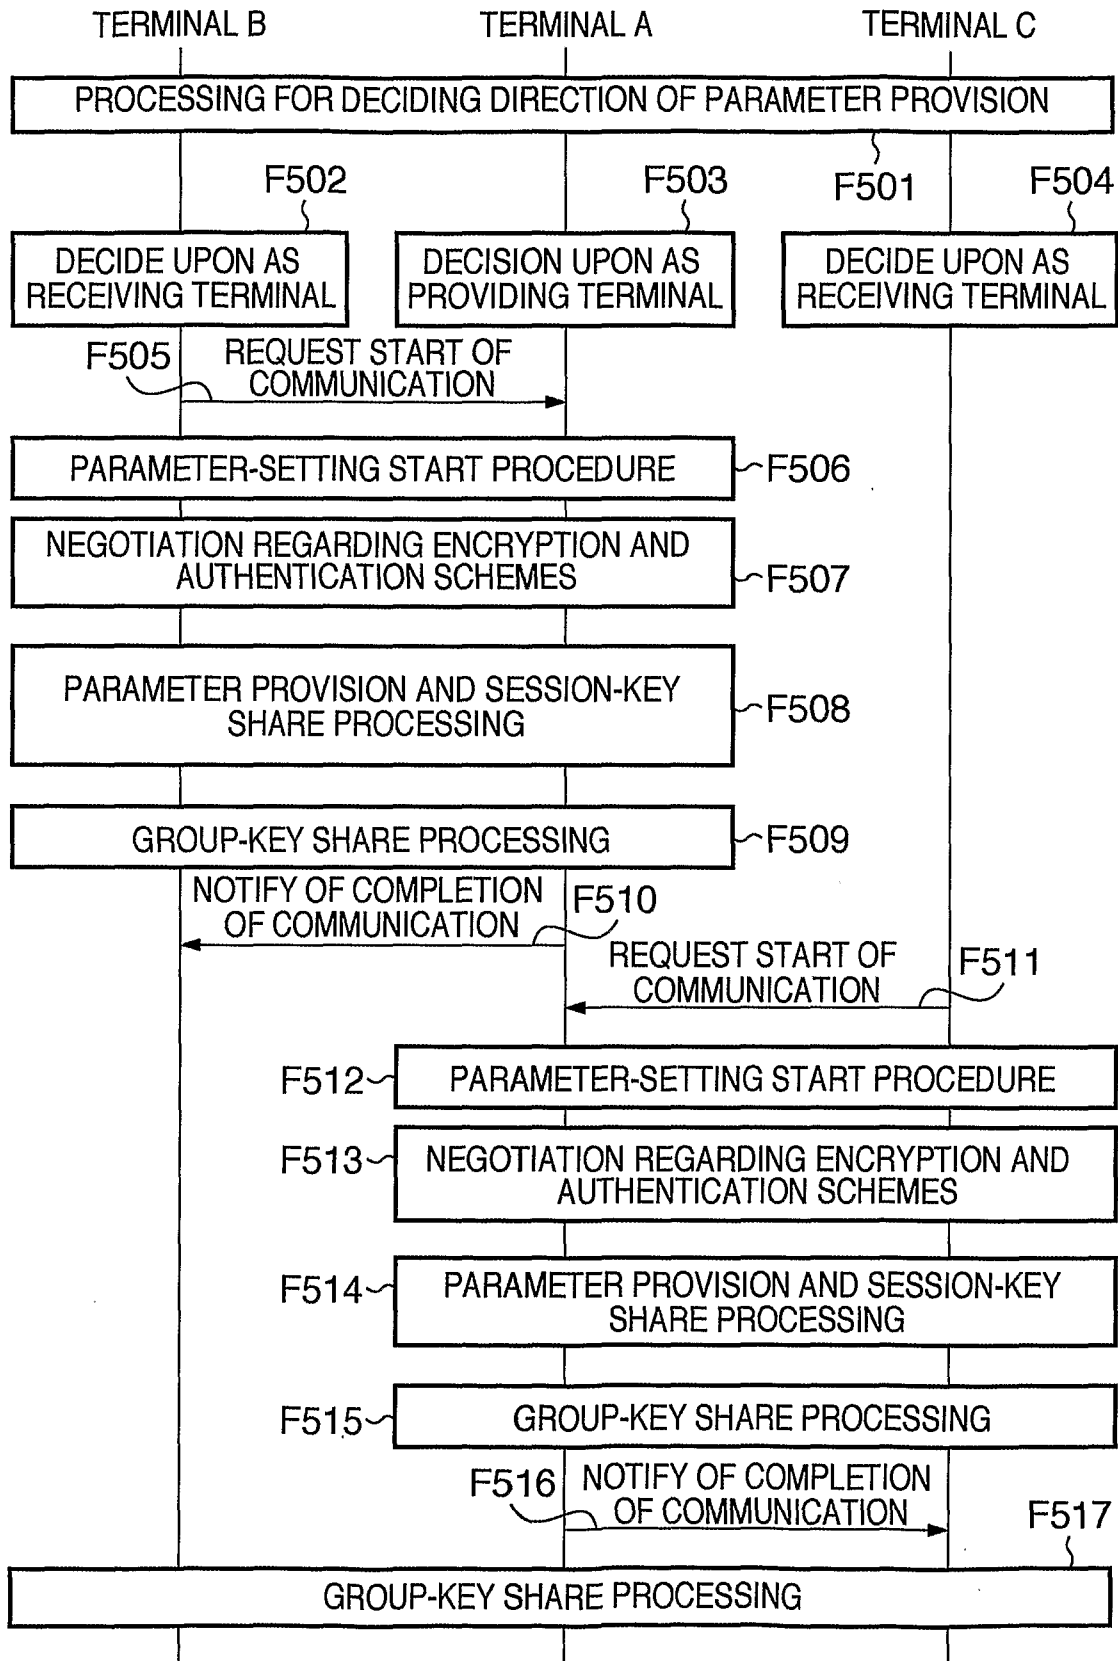 TERMINAL B
TERMINAL A
TERMINAL C
PROCESSING FOR DECIDING DIRECTION OF PARAMETER PROVISION
F501
F502
F503
F504
DECIDE UPON AS
RECEIVING TERMINAL
DECISION UPON AS
PROVIDING TERMINAL
DECIDE UPON AS
RECEIVING TERMINAL
F505
REQUEST START OF
COMMUNICATION
PARAMETER-SETTING START PROCEDURE
F506
NEGOTIATION REGARDING ENCRYPTION AND
AUTHENTICATION SCHEMES
F507
PARAMETER PROVISION AND SESSION-KEY
SHARE PROCESSING
F508
GROUP-KEY SHARE PROCESSING
F509
NOTIFY OF COMPLETION
OF COMMUNICATION
F510
REQUEST START OF
COMMUNICATION
F511
F512
PARAMETER-SETTING START PROCEDURE
F513
NEGOTIATION REGARDING ENCRYPTION AND
AUTHENTICATION SCHEMES
F514
PARAMETER PROVISION AND SESSION-KEY
SHARE PROCESSING
F515
GROUP-KEY SHARE PROCESSING
F516
NOTIFY OF COMPLETION
OF COMMUNICATION
F517
GROUP-KEY SHARE PROCESSING